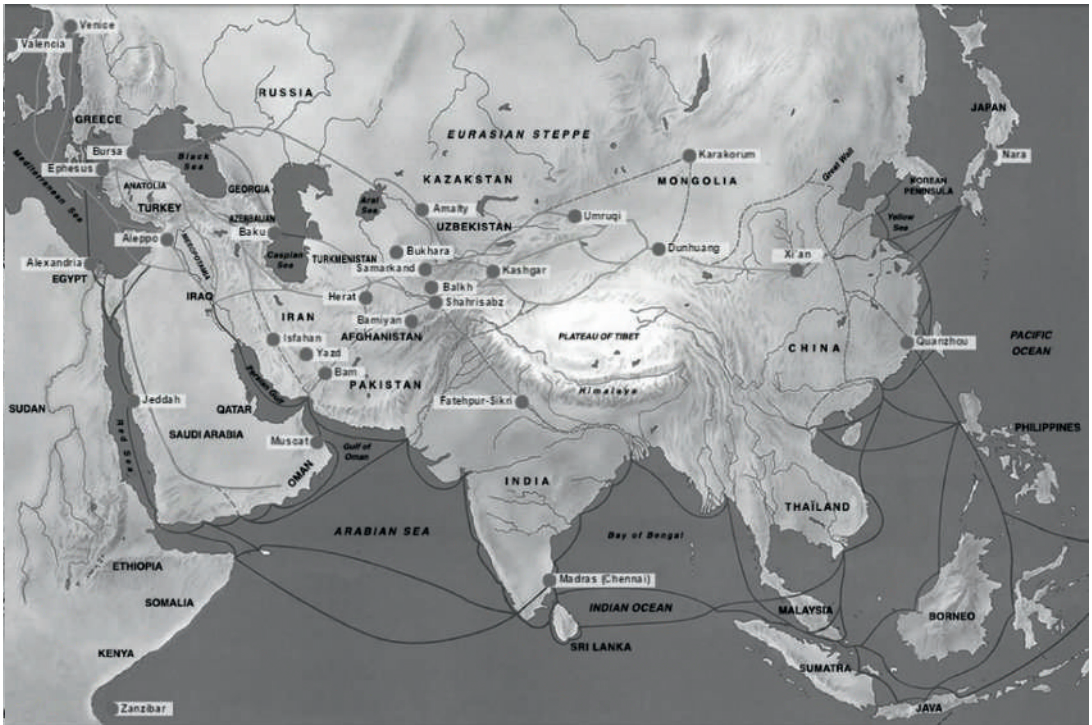 Venice
Valencia
RUSSIA
JAPAN
GREECE
EURASIAN STEPPE
Bursa
Black
Sea
Karakorum
Nara
Mediterranean Sea
Ephesus
Great Wall
ANATOLIA
GEORGIA
KAZAKSTAN
MONGOLIA
KOREAN
PENINSULA
TURKEY
Aral
Sea
Amalty
Umruqi
AZERBAIJAN
UZBEKISTAN
Yellow
Sea
Aleppo
Baku
MESOPOTAMIA
Bukhara
Dunhuang
Xi'an
Alexandria
Caspian
Sea
TURKMENISTAN
Samarkand
Kashgar
EGYPT
Balkh
IRAQ
Herat
Shahrisabz
IRAN
Bamiyan
AFGHANISTAN
PLATEAU OF TIBET
PACIFIC
OCEAN
Isfahan
CHINA
Quanzhou
Yazd
Bam
PAKISTAN
Himalaya
Persian Gulf
Jeddah
Fatehpur-Sikri
SUDAN
QATAR
Red Sea
SAUDI ARABIA
Muscat
Gulf of
Oman
PHILIPPINES
OMAN
INDIA
THAÏLAND
ARABIAN SEA
Bay of Bengal
ETHIOPIA
Madras (Chennai)
SOMALIA
INDIAN OCEAN
MALAYSIA
BORNEO
SRI LANKA
KENYA
SUMATRA
Zanzibar
JAVA